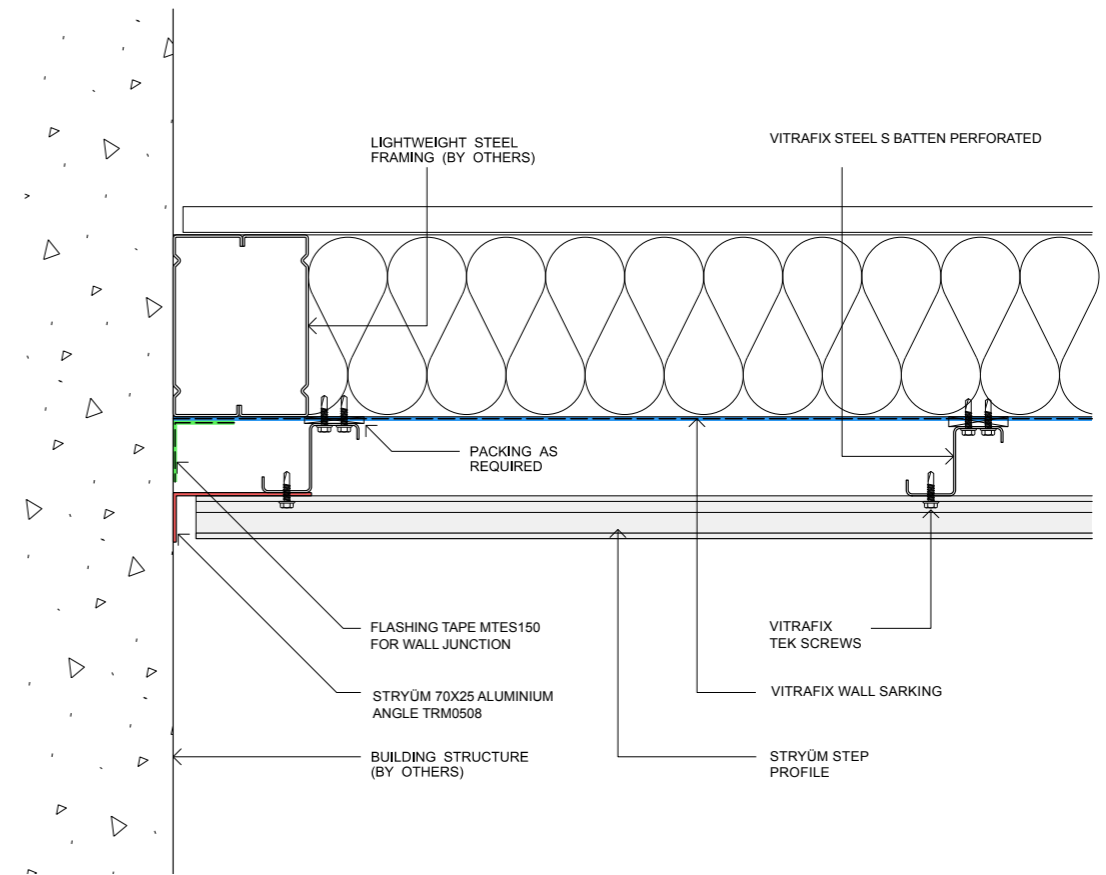 LIGHTWEIGHT STEEL
FRAMING (BY OTHERS)
VITRAFIX STEEL S BATTEN PERFORATED
PACKING AS
REQUIRED
FLASHING TAPE MTES150
FOR WALL JUNCTION
VITRAFIX
TEK SCREWS
STRYÜM 70X25 ALUMINIUM
ANGLE TRM0508
VITRAFIX WALL SARKING
BUILDING STRUCTURE
(BY OTHERS)
STRYÜM STEP
PROFILE